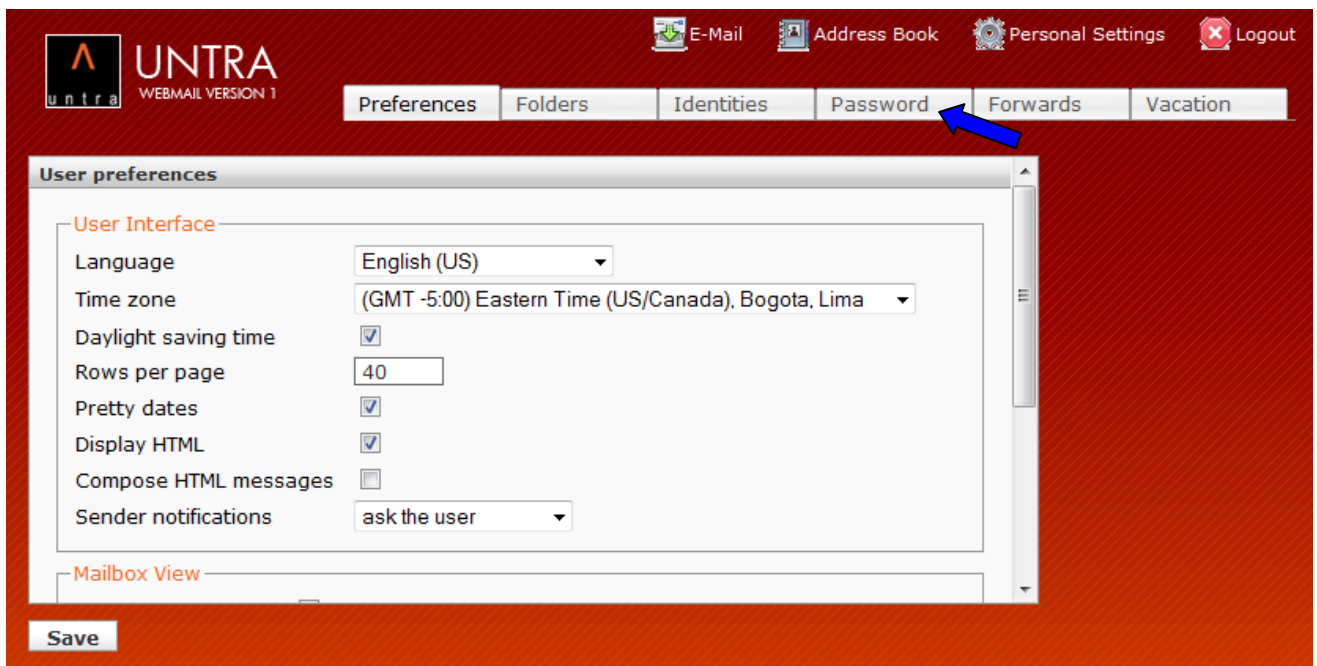 E-Mail Address Book Personal Settings Logout
UNTRA
untra
WEBMAIL VERSION 1
Preferences Folders Identities Password Forwards Vacation
User preferences
User Interface
Language English (US)
Time zone (GMT -5:00) Eastern Time (US/Canada), Bogota, Lima
Daylight saving time
Rows per page 40
Pretty dates
Display HTML
Compose HTML messages
Sender notifications ask the user
Mailbox View
Save